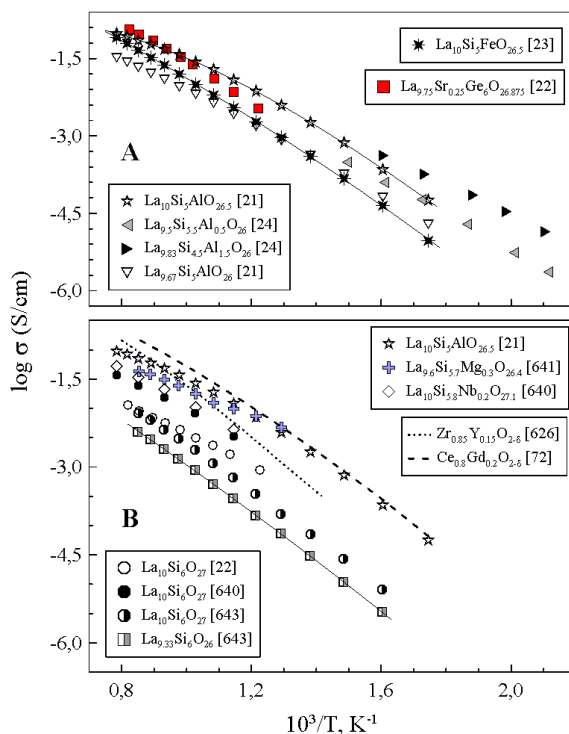 -1,5
-3,0
-4,5
-6,0
A
La₁₀Si₅FeO₂₆.₅ [23]
La₉.₇₅Sr₀.₂₅Ge₆O₂₆.₈₇₅ [22]
La₁₀Si₅AlO₂₆.₅ [21]
La₉.₅Si₅.₅Al₀.₅O₂₆ [24]
La₉.₈₃Si₄.₅Al₁.₅O₂₆ [24]
La₉.₆₇Si₅AlO₂₆ [21]
log σ (S/cm)
-1,5
-3,0
-4,5
-6,0
B
La₁₀Si₅AlO₂₆.₅ [21]
La₉.₆Si₅.₇Mg₀.₃O₂₆.₄ [641]
La₁₀Si₅.₈Nb₀.₂O₂₇.₁ [640]
Zr₀.₈₅Y₀.₁₅O₂₋δ [626]
Ce₀.₈Gd₀.₂O₂₋δ [72]
La₁₀Si₆O₂₇ [22]
La₁₀Si₆O₂₇ [640]
La₁₀Si₆O₂₇ [643]
La₉.₃₃Si₆O₂₆ [643]
0,8 1,2 1,6 2,0
10³/T, K⁻¹